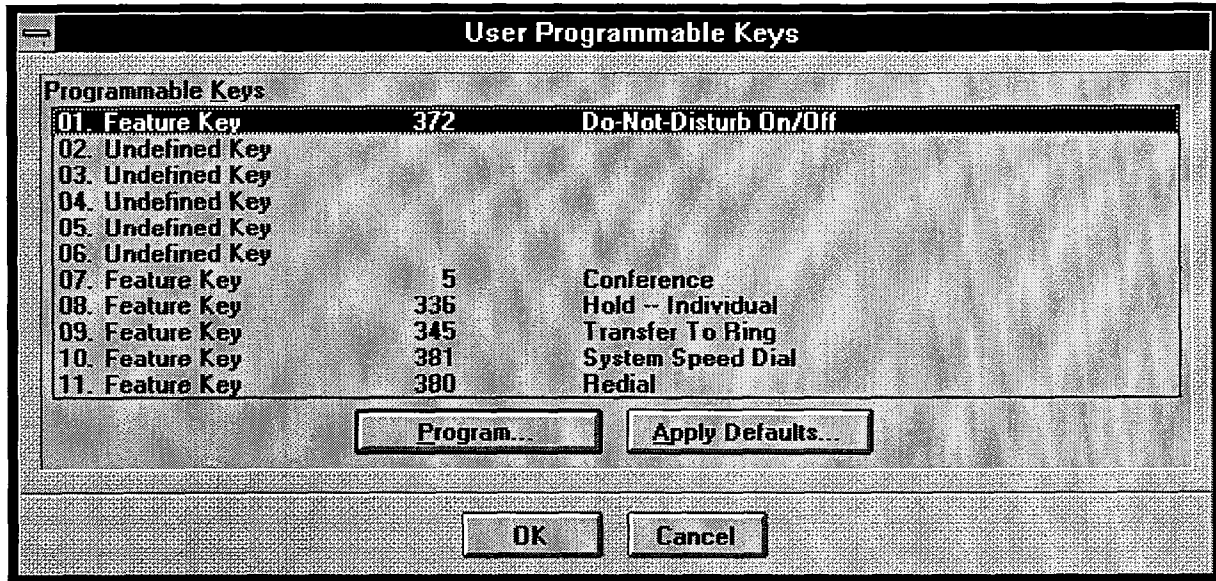 User Programmable Keys
Programmable Keys
01. Feature Key 372 Do-Not-Disturb On/Off
02. Undefined Key
03. Undefined Key
04. Undefined Key
05. Undefined Key
06. Undefined Key
07. Feature Key 5 Conference
08. Feature Key 336 Hold -- Individual
09. Feature Key 345 Transfer To Ring
10. Feature Key 381 System Speed Dial
11. Feature Key 380 Redial
Program... Apply Defaults...
OK Cancel